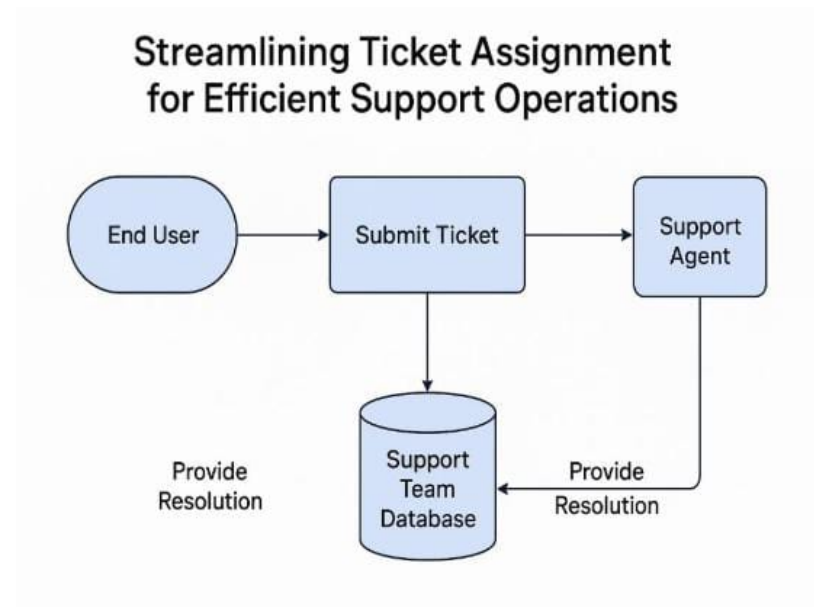 Streamlining Ticket Assignment
for Efficient Support Operations
End User
Submit Ticket
Support
Agent
Support
Team
Database
Provide
Resolution
Provide
Resolution